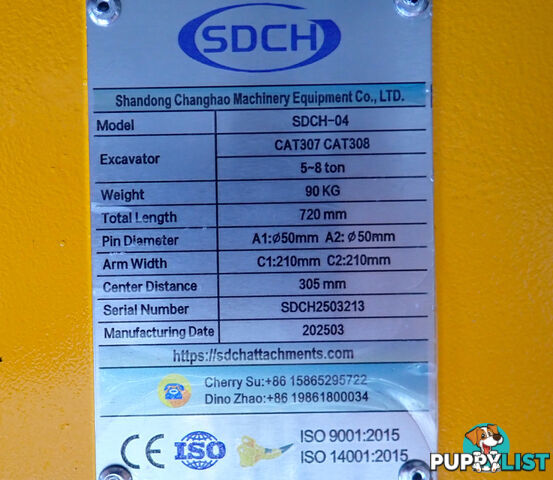 SDCH
Shandong Changhao Machinery Equipment Co., LTD.
Model SDCH-04
Excavator CAT307 CAT308
5~8 ton
Weight 90 KG
Total Length 720 mm
Pin Diameter A1:Ø50mm A2: Ø50mm
Arm Width C1:210mm C2:210mm
Center Distance 305 mm
Serial Number SDCH2503213
Manufacturing Date 202503
https://sdchattachments.com
Cherry Su:+86 15865295722
Dino Zhao:+86 19861800034
CE ISO ISO 9001:2015
ISO 14001:2015
PUPPYLIST